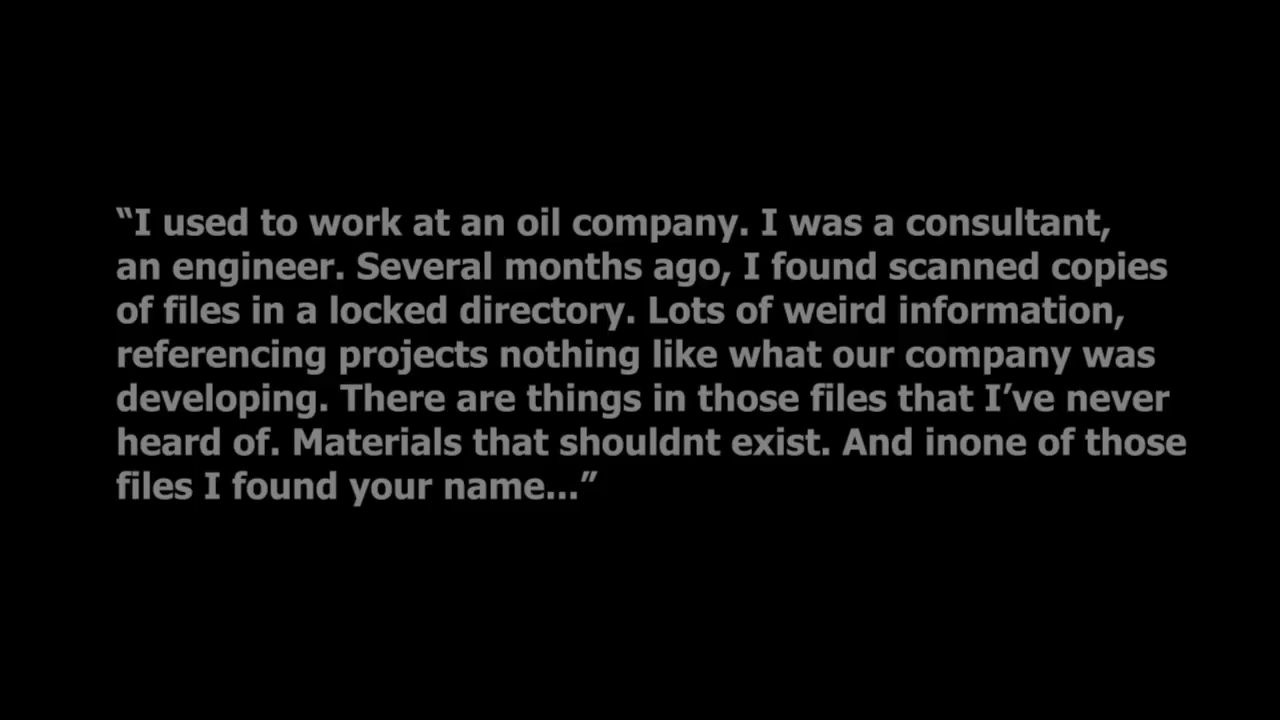 “I used to work at an oil company. I was a consultant,
an engineer. Several months ago, I found scanned copies
of files in a locked directory. Lots of weird information,
referencing projects nothing like what our company was
developing. There are things in those files that I’ve never
heard of. Materials that shouldnt exist. And inone of those
files I found your name...”